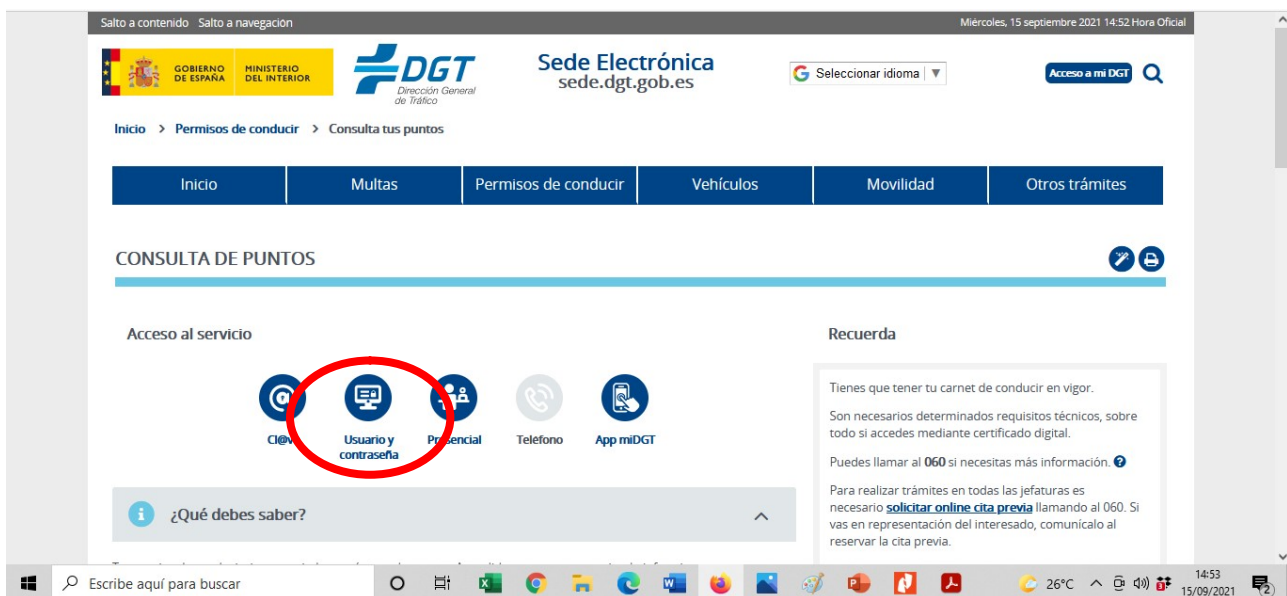 Salto a contenido Salto a navegación
Miércoles, 15 septiembre 2021 14:52 Hora Oficial
GOBIERNO DE ESPAÑA
MINISTERIO DEL INTERIOR
DGT
Dirección General
de Tráfico
Sede Electrónica
sede.dgt.gob.es
G Seleccionar idioma ▼
Acceso a mi DGT
Inicio > Permisos de conducir > Consulta tus puntos
Inicio Multas Permisos de conducir Vehículos Movilidad Otros trámites
CONSULTA DE PUNTOS
Acceso al servicio
Usuario y
contraseña
Telefono
App miDGT
¿Qué debes saber?
Recuerda
Tienes que tener tu carnet de conducir en vigor.
Son necesarios determinados requisitos técnicos, sobre
todo si accedes mediante certificado digital.
Puedes llamar al 060 si necesitas más información.
Para realizar trámites en todas las jefaturas es
necesario solicitar online cita previa llamando al 060. Si
vas en representación del interesado, comunícalo al
reservar la cita previa.
Escribe aquí para buscar
26°C
14:53
15/09/2021